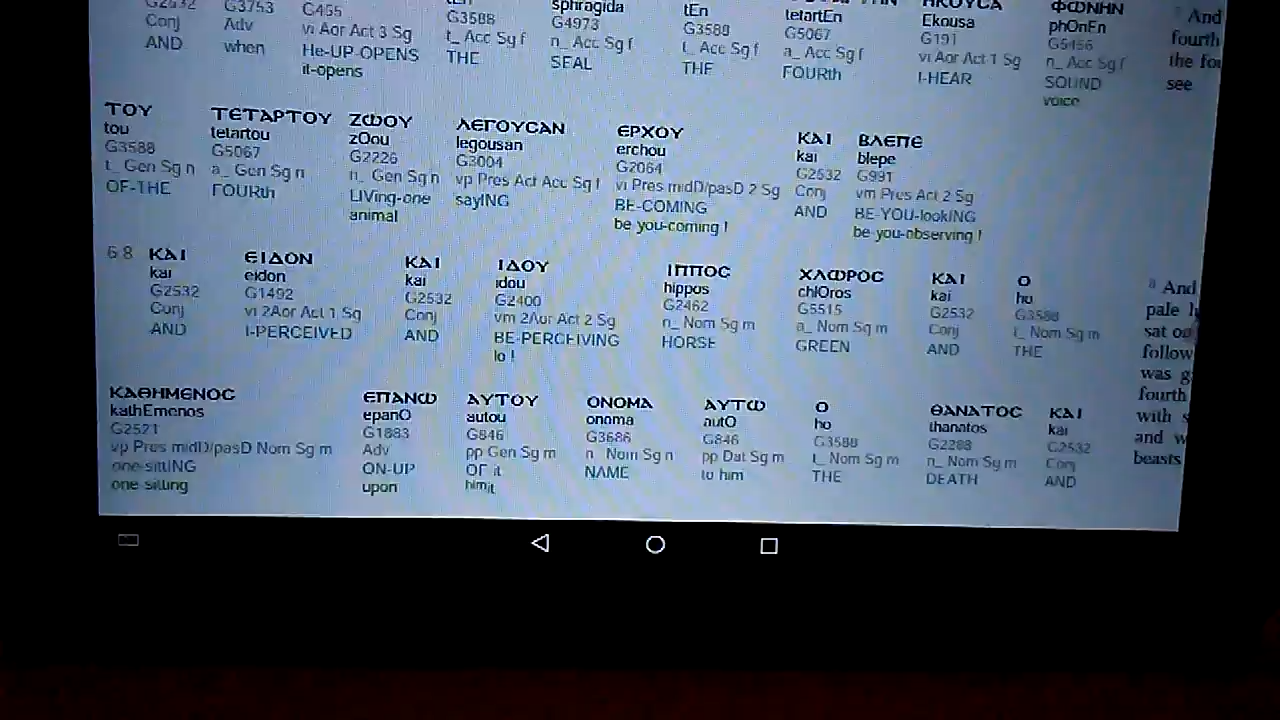 G2532 G3753 G455 G3588 sphragida tEn tetartEn Ekousa phOnEn
Conj Adv vi Aor Act 3 Sg t_ Acc Sg f G4973 G3588 G5067 G191 G5456
AND when He-UP-OPENS THE n_ Acc Sg f t_ Acc Sg f a_ Acc Sg f vi Aor Act 1 Sg n_ Acc Sg f
it-opens SEAL THE FOURth I-HEAR SOUND
voice
And
fourth
see
ΤΟΥ ΤЄΤΑΡΤΟΥ ΖΩΟΥ ΛЄΓΟΥϹΑΝ ЄΡΧΟΥ ΚΑΙ ΒΛЄΠЄ
tou tetartou zOou legousan erchou kai blepe
G3588 G5067 G2226 G3004 G2064 G2532 G991
t_ Gen Sg n a_ Gen Sg n n_ Gen Sg n vp Pres Act Acc Sg f vi Pres midD/pasD 2 Sg Conj vm Pres Act 2 Sg
OF-THE FOURth LIVing-one sayING BE-COMING AND BE-YOU-lookING
animal be you-coming ! be you-observing !
6:8 ΚΑΙ ЄΙΔΟΝ ΚΑΙ ΙΔΟΥ ΙΠΠΟϹ ΧΛΩΡΟϹ ΚΑΙ Ο
kai eidon kai idou hippos chlOros kai ho
G2532 G1492 G2532 G2400 G2462 G5515 G2532 G3588
Conj vi 2Aor Act 1 Sg Conj vm 2Aor Act 2 Sg n_ Nom Sg m a_ Nom Sg m Conj t_ Nom Sg m
AND I-PERCEIVED AND BE-PERCEIVING HORSE GREEN AND THE
lo !
8 And
pale
sat on
follow
was
fourth
with
and
beasts
ΚΑΘΗΜЄΝΟϹ ЄΠΑΝΩ ΑΥΤΟΥ ΟΝΟΜΑ ΑΥΤΩ Ο ΘΑΝΑΤΟϹ ΚΑΙ
kathEmenos epanO autou onoma autO ho thanatos kai
G2521 G1883 G846 G3686 G846 G3588 G2288 G2532
vp Pres midD/pasD Nom Sg m Adv pp Gen Sg m n_ Nom Sg n pp Dat Sg m t_ Nom Sg m n_ Nom Sg m Conj
one-sittING ON-UP OF it NAME to him THE DEATH AND
one-sitting upon him it